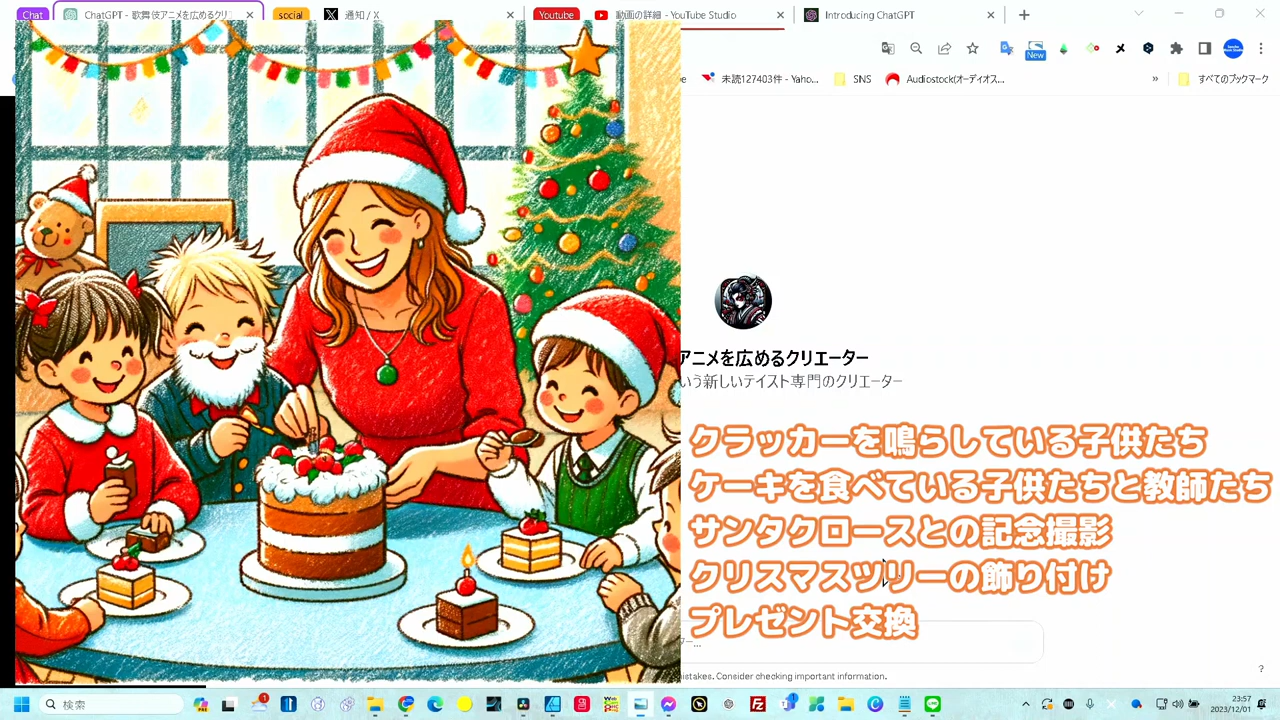 Chat
ChatGPT - 歌舞伎アニメを広めるクリ
social
通知 / X
Youtube
動画の詳細 - YouTube Studio
Introducing ChatGPT
New
未読127403件 - Yaho...
SNS
Audiostock(オーディオス...
»
すべてのブックマーク
アニメを広めるクリエーター
いう新しいテイスト専門のクリエーター
クラッカーを鳴らしている子供たち
ケーキを食べている子供たちと教師たち
サンタクロースとの記念撮影
クリスマスツリーの飾り付け
プレゼント交換
ター...
mistakes. Consider checking important information.
?
検索
23:57
2023/12/01